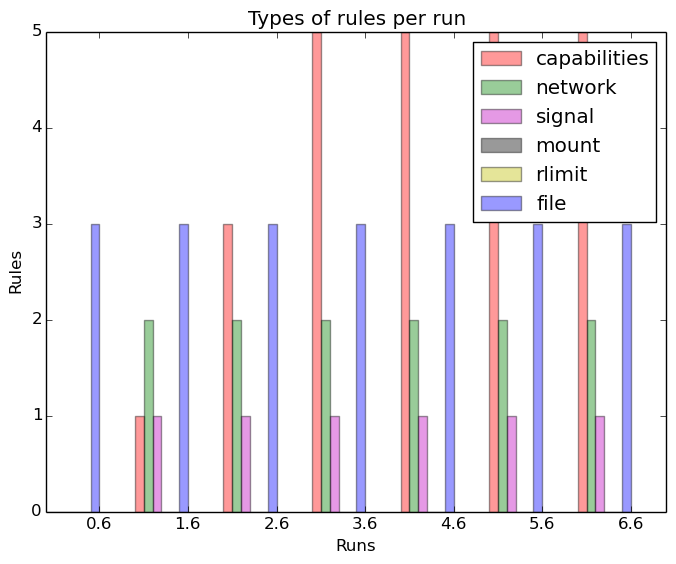 Types of rules per run
5
4
3
2
1
0
Rules
capabilities
network
signal
mount
rlimit
file
0.6 1.6 2.6 3.6 4.6 5.6 6.6
Runs